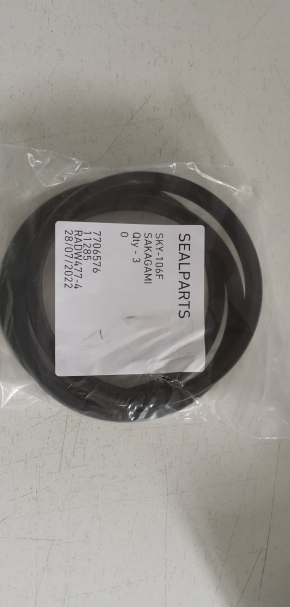 SEALPARTS
SKY-106F
SAKAGAMI
Qty - 3
0
7706576
11285
RADW477-4
28/07/2022